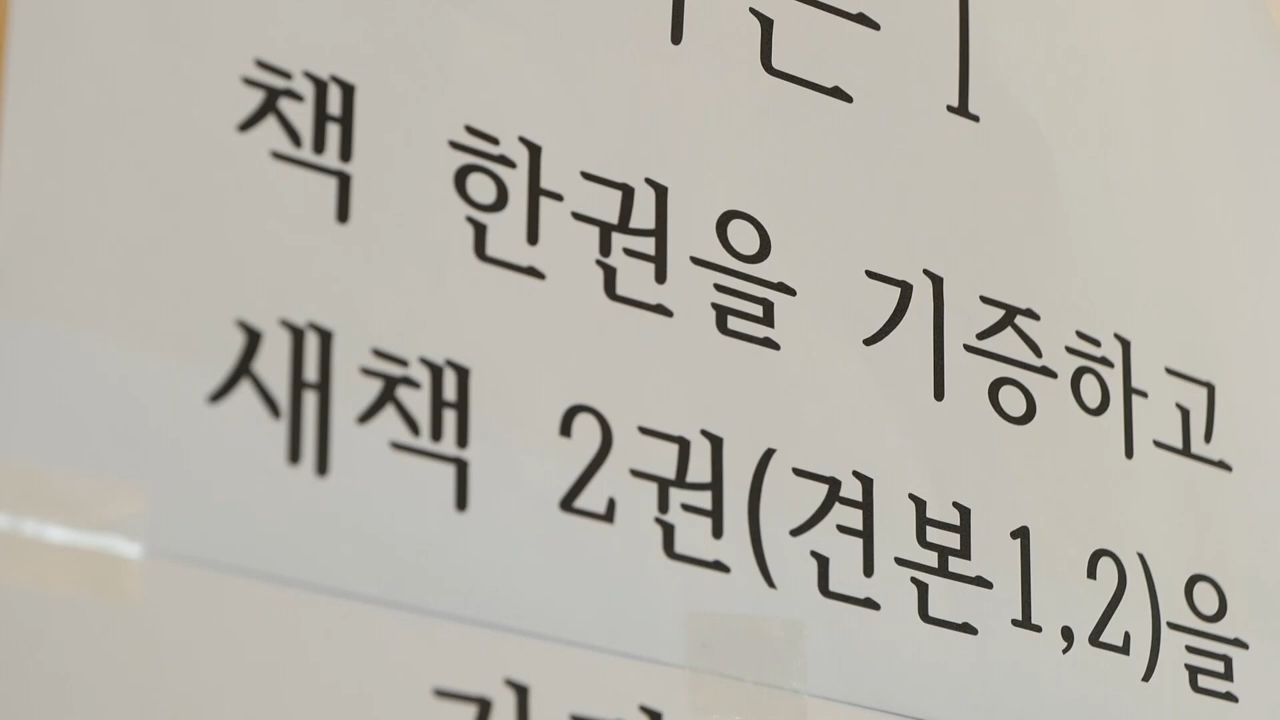 책 한권을 기증하고
새책 2권(견본1,2)을